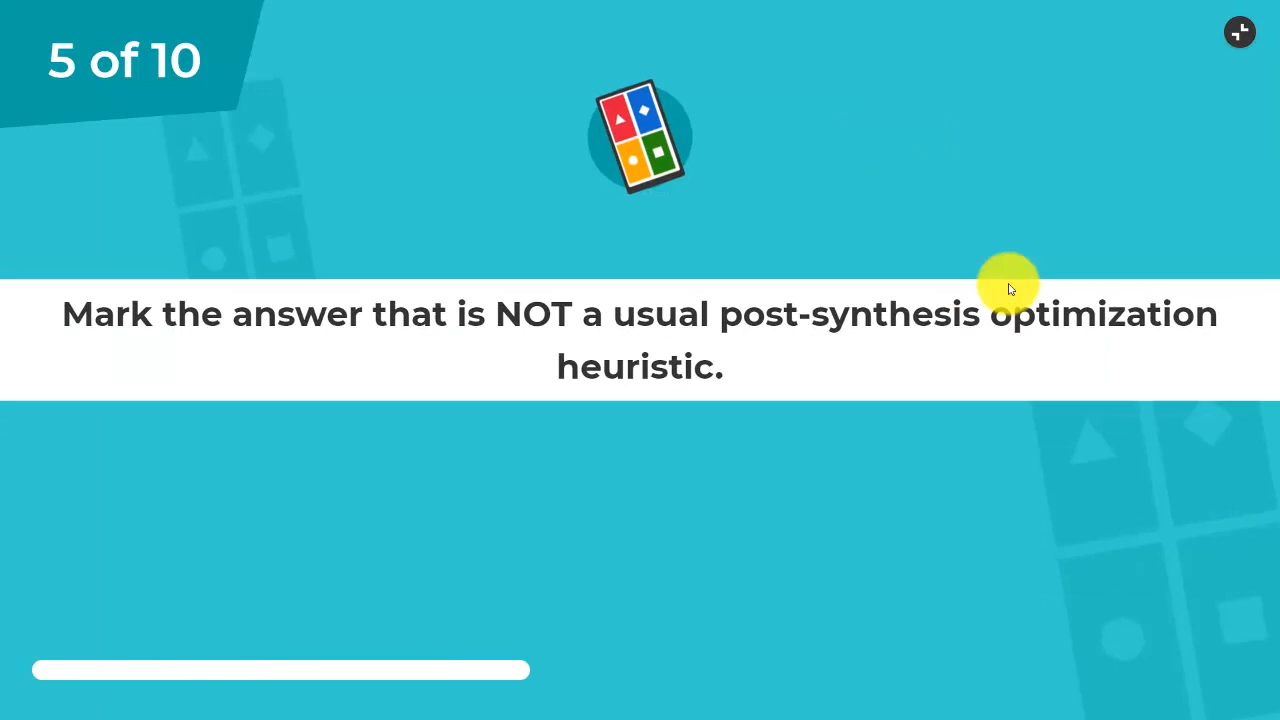 5 of 10
Mark the answer that is NOT a usual post-synthesis optimization
heuristic.